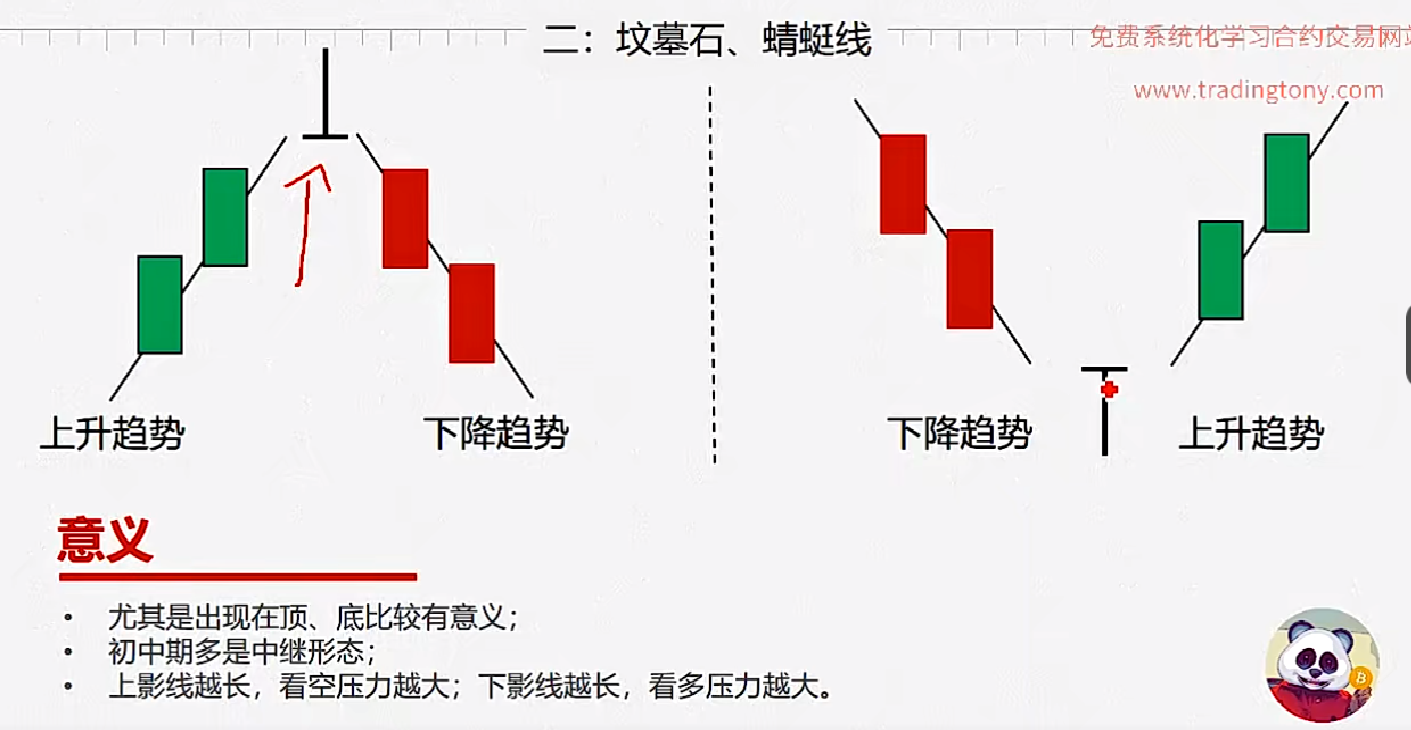 二：坟墓石、蜻蜓线
免费系统化学习合约交易网站
www.tradingtony.com
上升趋势
下降趋势
下降趋势
上升趋势
意义
• 尤其是出现在顶、底比较有意义；
• 初中期多是中继形态；
• 上影线越长，看空压力越大；下影线越长，看多压力越大。